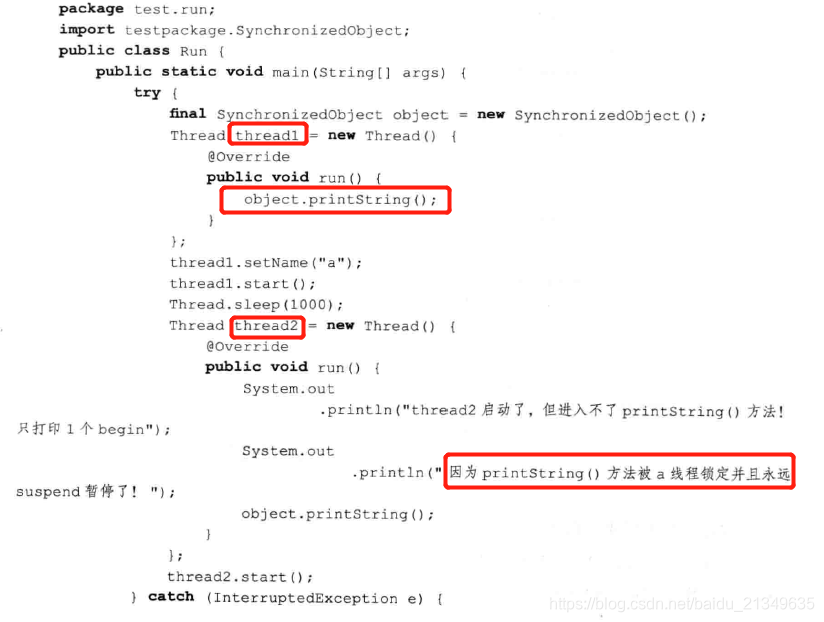 package test.run;
import testpackage.SynchronizedObject;
public class Run {
public static void main(String[] args) {
try {
final SynchronizedObject object = new SynchronizedObject();
Thread thread1 = new Thread() {
@Override
public void run() {
object.printString();
}
};
thread1.setName("a");
thread1.start();
Thread.sleep(1000);
Thread thread2 = new Thread() {
@Override
public void run() {
System.out
.println("thread2 启动了，但进入不了 printString() 方法！
只打印 1 个 begin");
System.out
.println("因为 printString() 方法被 a 线程锁定并且永远
suspend 暂停了！ ");
object.printString();
}
};
thread2.start();
} catch (InterruptedException e) {
https://blog.csdn.net/baidu_21349635